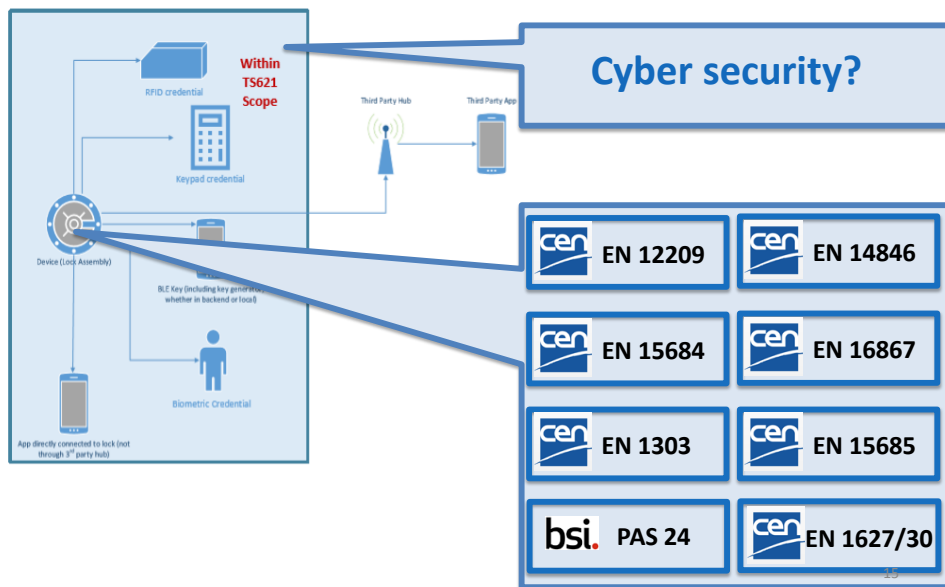 Within
TS621
Scope
RFID credential
Keypad credential
Device (Lock Assembly)
BLE Key (including key generator,
whether in backend or local)
Biometric Credential
App directly connected to lock (not
through 3rd party hub)
Third Party Hub
Third Party App
Cyber security?
cen EN 12209
cen EN 14846
cen EN 15684
cen EN 16867
cen EN 1303
cen EN 15685
bsi. PAS 24
cen EN 1627/30
15